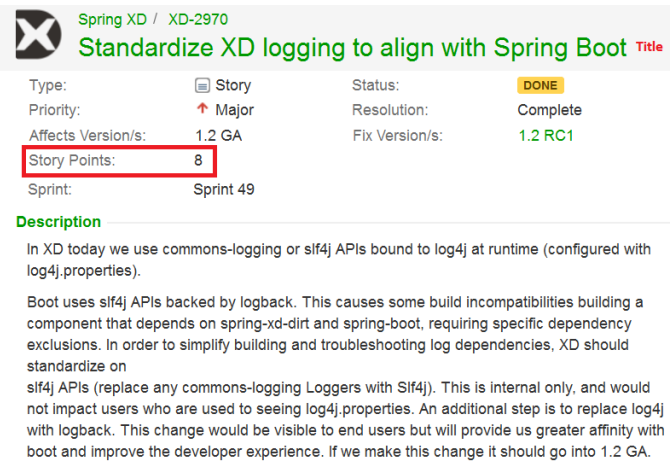 Spring XD / XD-2970
Standardize XD logging to align with Spring Boot Title
Type: Story Status: DONE
Priority: Major Resolution: Complete
Affects Version/s: 1.2 GA Fix Version/s: 1.2 RC1
Story Points: 8
Sprint: Sprint 49
Description
In XD today we use commons-logging or slf4j APIs bound to log4j at runtime (configured with
log4j.properties).
Boot uses slf4j APIs backed by logback. This causes some build incompatibilities building a
component that depends on spring-xd-dirt and spring-boot, requiring specific dependency
exclusions. In order to simplify building and troubleshooting log dependencies, XD should
standardize on
slf4j APIs (replace any commons-logging Loggers with Slf4j). This is internal only, and would
not impact users who are used to seeing log4j.properties. An additional step is to replace log4j
with logback. This change would be visible to end users but will provide us greater affinity with
boot and improve the developer experience. If we make this change it should go into 1.2 GA.